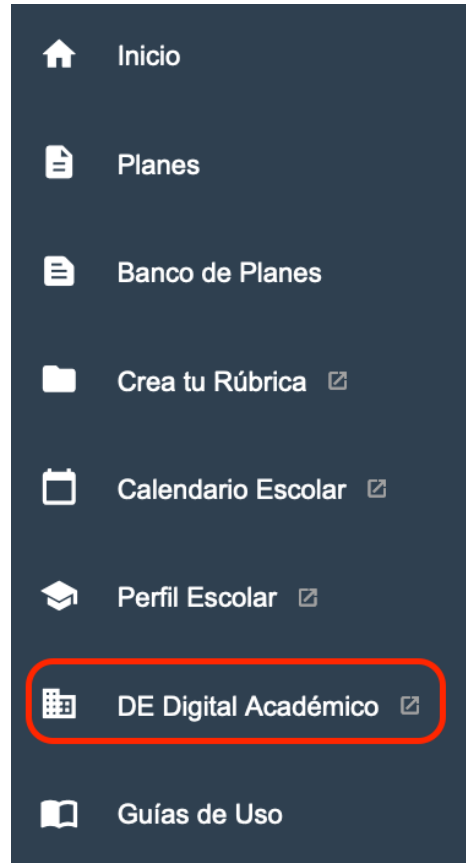 Inicio
Planes
Banco de Planes
Crea tu Rúbrica
Calendario Escolar
Perfil Escolar
DE Digital Académico
Guías de Uso